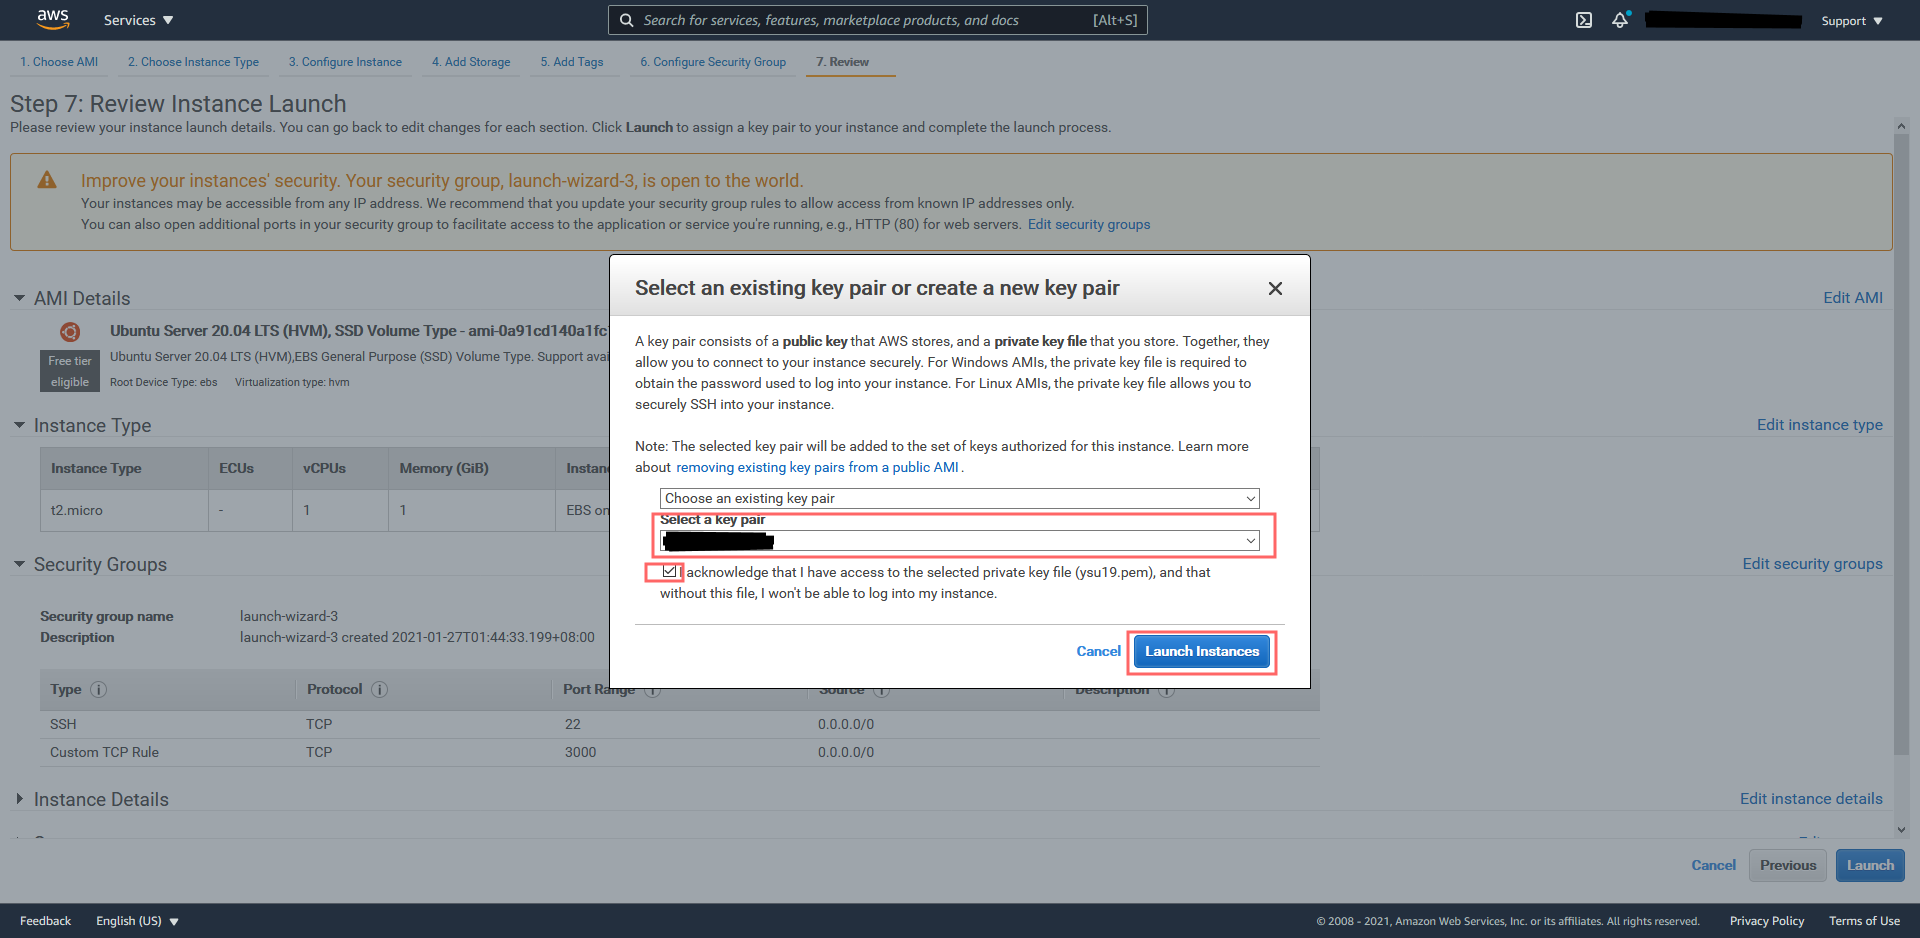 aws
Services
Search for services, features, marketplace products, and docs
[Alt+S]
Support
1. Choose AMI
2. Choose Instance Type
3. Configure Instance
4. Add Storage
5. Add Tags
6. Configure Security Group
7. Review
Step 7: Review Instance Launch
Please review your instance launch details. You can go back to edit changes for each section. Click Launch to assign a key pair to your instance and complete the launch process.
Improve your instances' security. Your security group, launch-wizard-3, is open to the world.
Your instances may be accessible from any IP address. We recommend that you update your security group rules to allow access from known IP addresses only.
You can also open additional ports in your security group to facilitate access to the application or service you're running, e.g., HTTP (80) for web servers. Edit security groups
AMI Details
Edit AMI
Ubuntu Server 20.04 LTS (HVM), SSD Volume Type - ami-0a91cd140a1fc
Free tier
eligible
Ubuntu Server 20.04 LTS (HVM),EBS General Purpose (SSD) Volume Type. Support avai
Root Device Type: ebs
Virtualization type: hvm
Instance Type
Edit instance type
Instance Type
ECUs
vCPUs
Memory (GiB)
Instanc
t2.micro
-
1
1
EBS on
Security Groups
Edit security groups
Security group name
launch-wizard-3
Description
launch-wizard-3 created 2021-01-27T01:44:33.199+08:00
Type
Protocol
Port Range
Source
Description
SSH
TCP
22
0.0.0.0/0
Custom TCP Rule
TCP
3000
0.0.0.0/0
Instance Details
Edit instance details
Select an existing key pair or create a new key pair
A key pair consists of a public key that AWS stores, and a private key file that you store. Together, they
allow you to connect to your instance securely. For Windows AMIs, the private key file is required to
obtain the password used to log into your instance. For Linux AMIs, the private key file allows you to
securely SSH into your instance.
Note: The selected key pair will be added to the set of keys authorized for this instance. Learn more
about removing existing key pairs from a public AMI.
Choose an existing key pair
Select a key pair
I acknowledge that I have access to the selected private key file (ysu19.pem), and that
without this file, I won't be able to log into my instance.
Cancel
Launch Instances
Cancel
Previous
Launch
Feedback
English (US)
© 2008 - 2021, Amazon Web Services, Inc. or its affiliates. All rights reserved.
Privacy Policy
Terms of Use